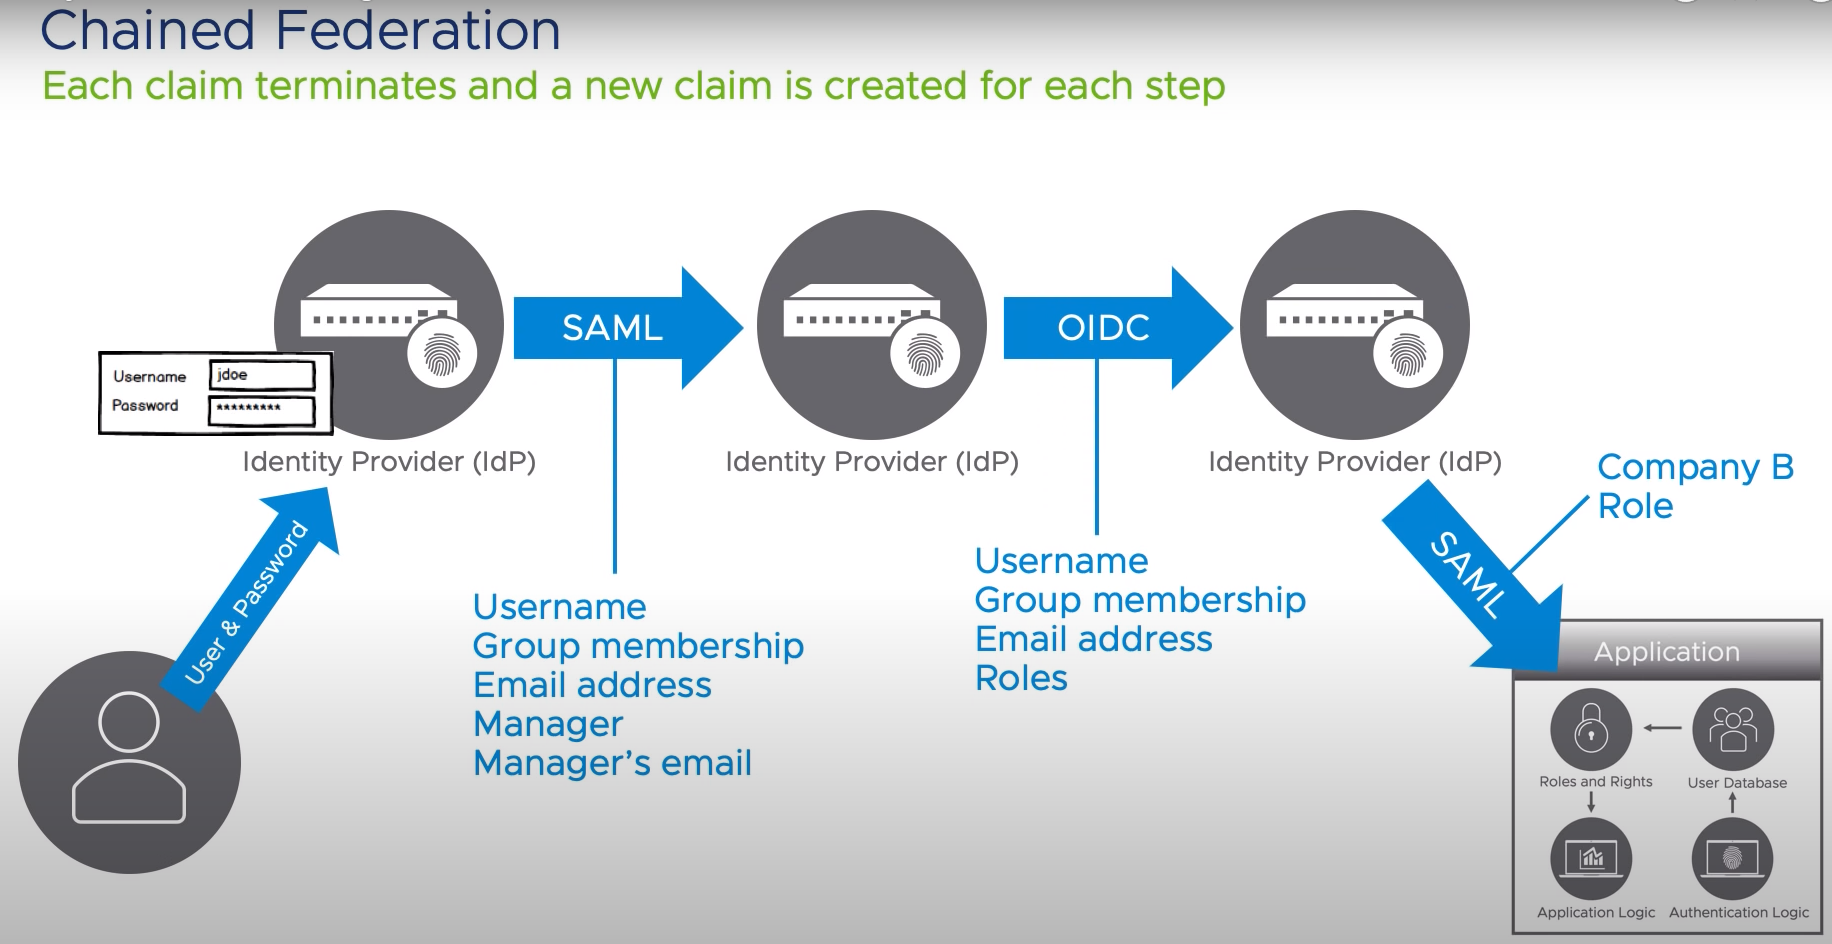 Chained Federation
Each claim terminates and a new claim is created for each step
SAML
OIDC
Username
jdoe
Password
*********
Identity Provider (IdP)
Identity Provider (IdP)
Identity Provider (IdP)
User & Password
Username
Group membership
Email address
Manager
Manager’s email
Username
Group membership
Email address
Roles
Company B
Role
SAML
Application
Roles and Rights
User Database
Application Logic
Authentication Logic